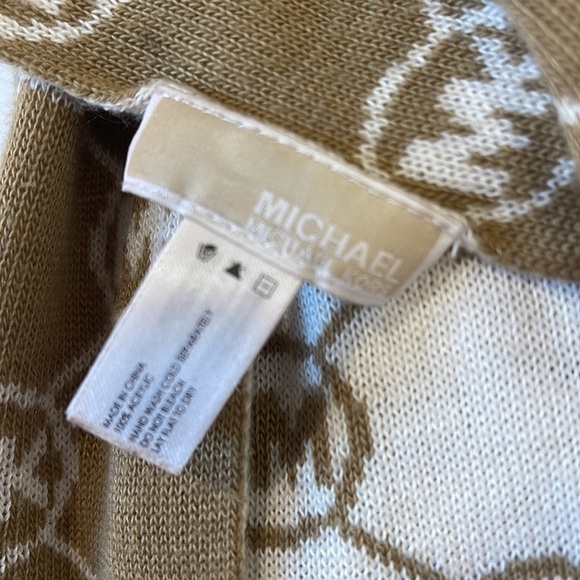 MICHAEL
MICHAEL KORS
MADE IN CHINA
100% ACRYLIC
HAND WASH COLD SEPARATELY
DO NOT BLEACH
LAY FLAT TO DRY